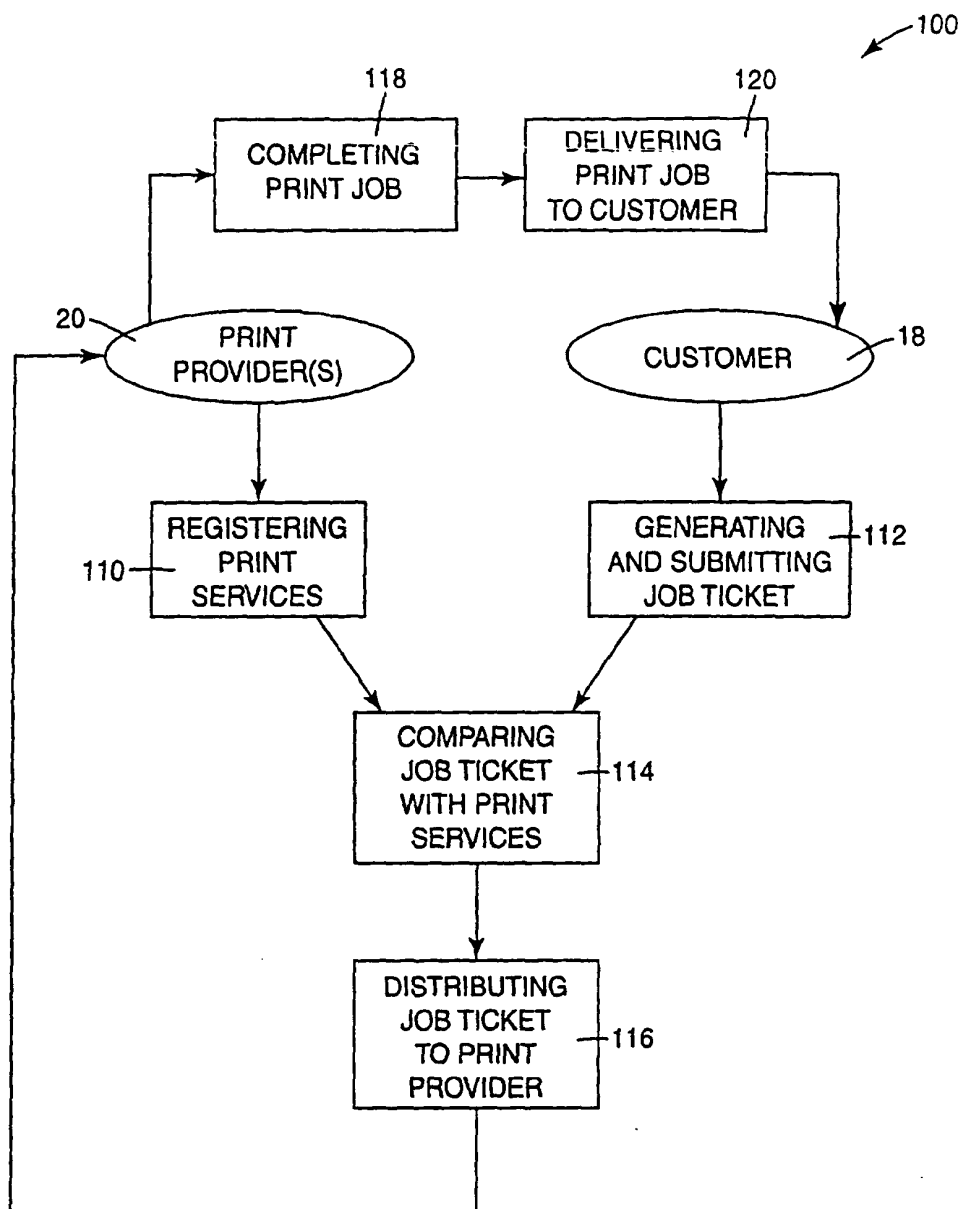 100
118
COMPLETING
PRINT JOB
120
DELIVERING
PRINT JOB
TO CUSTOMER
20
PRINT
PROVIDER(S)
CUSTOMER
18
REGISTERING
PRINT
SERVICES
110
GENERATING
AND SUBMITTING
JOB TICKET
112
COMPARING
JOB TICKET
WITH PRINT
SERVICES
114
DISTRIBUTING
JOB TICKET
TO PRINT
PROVIDER
116